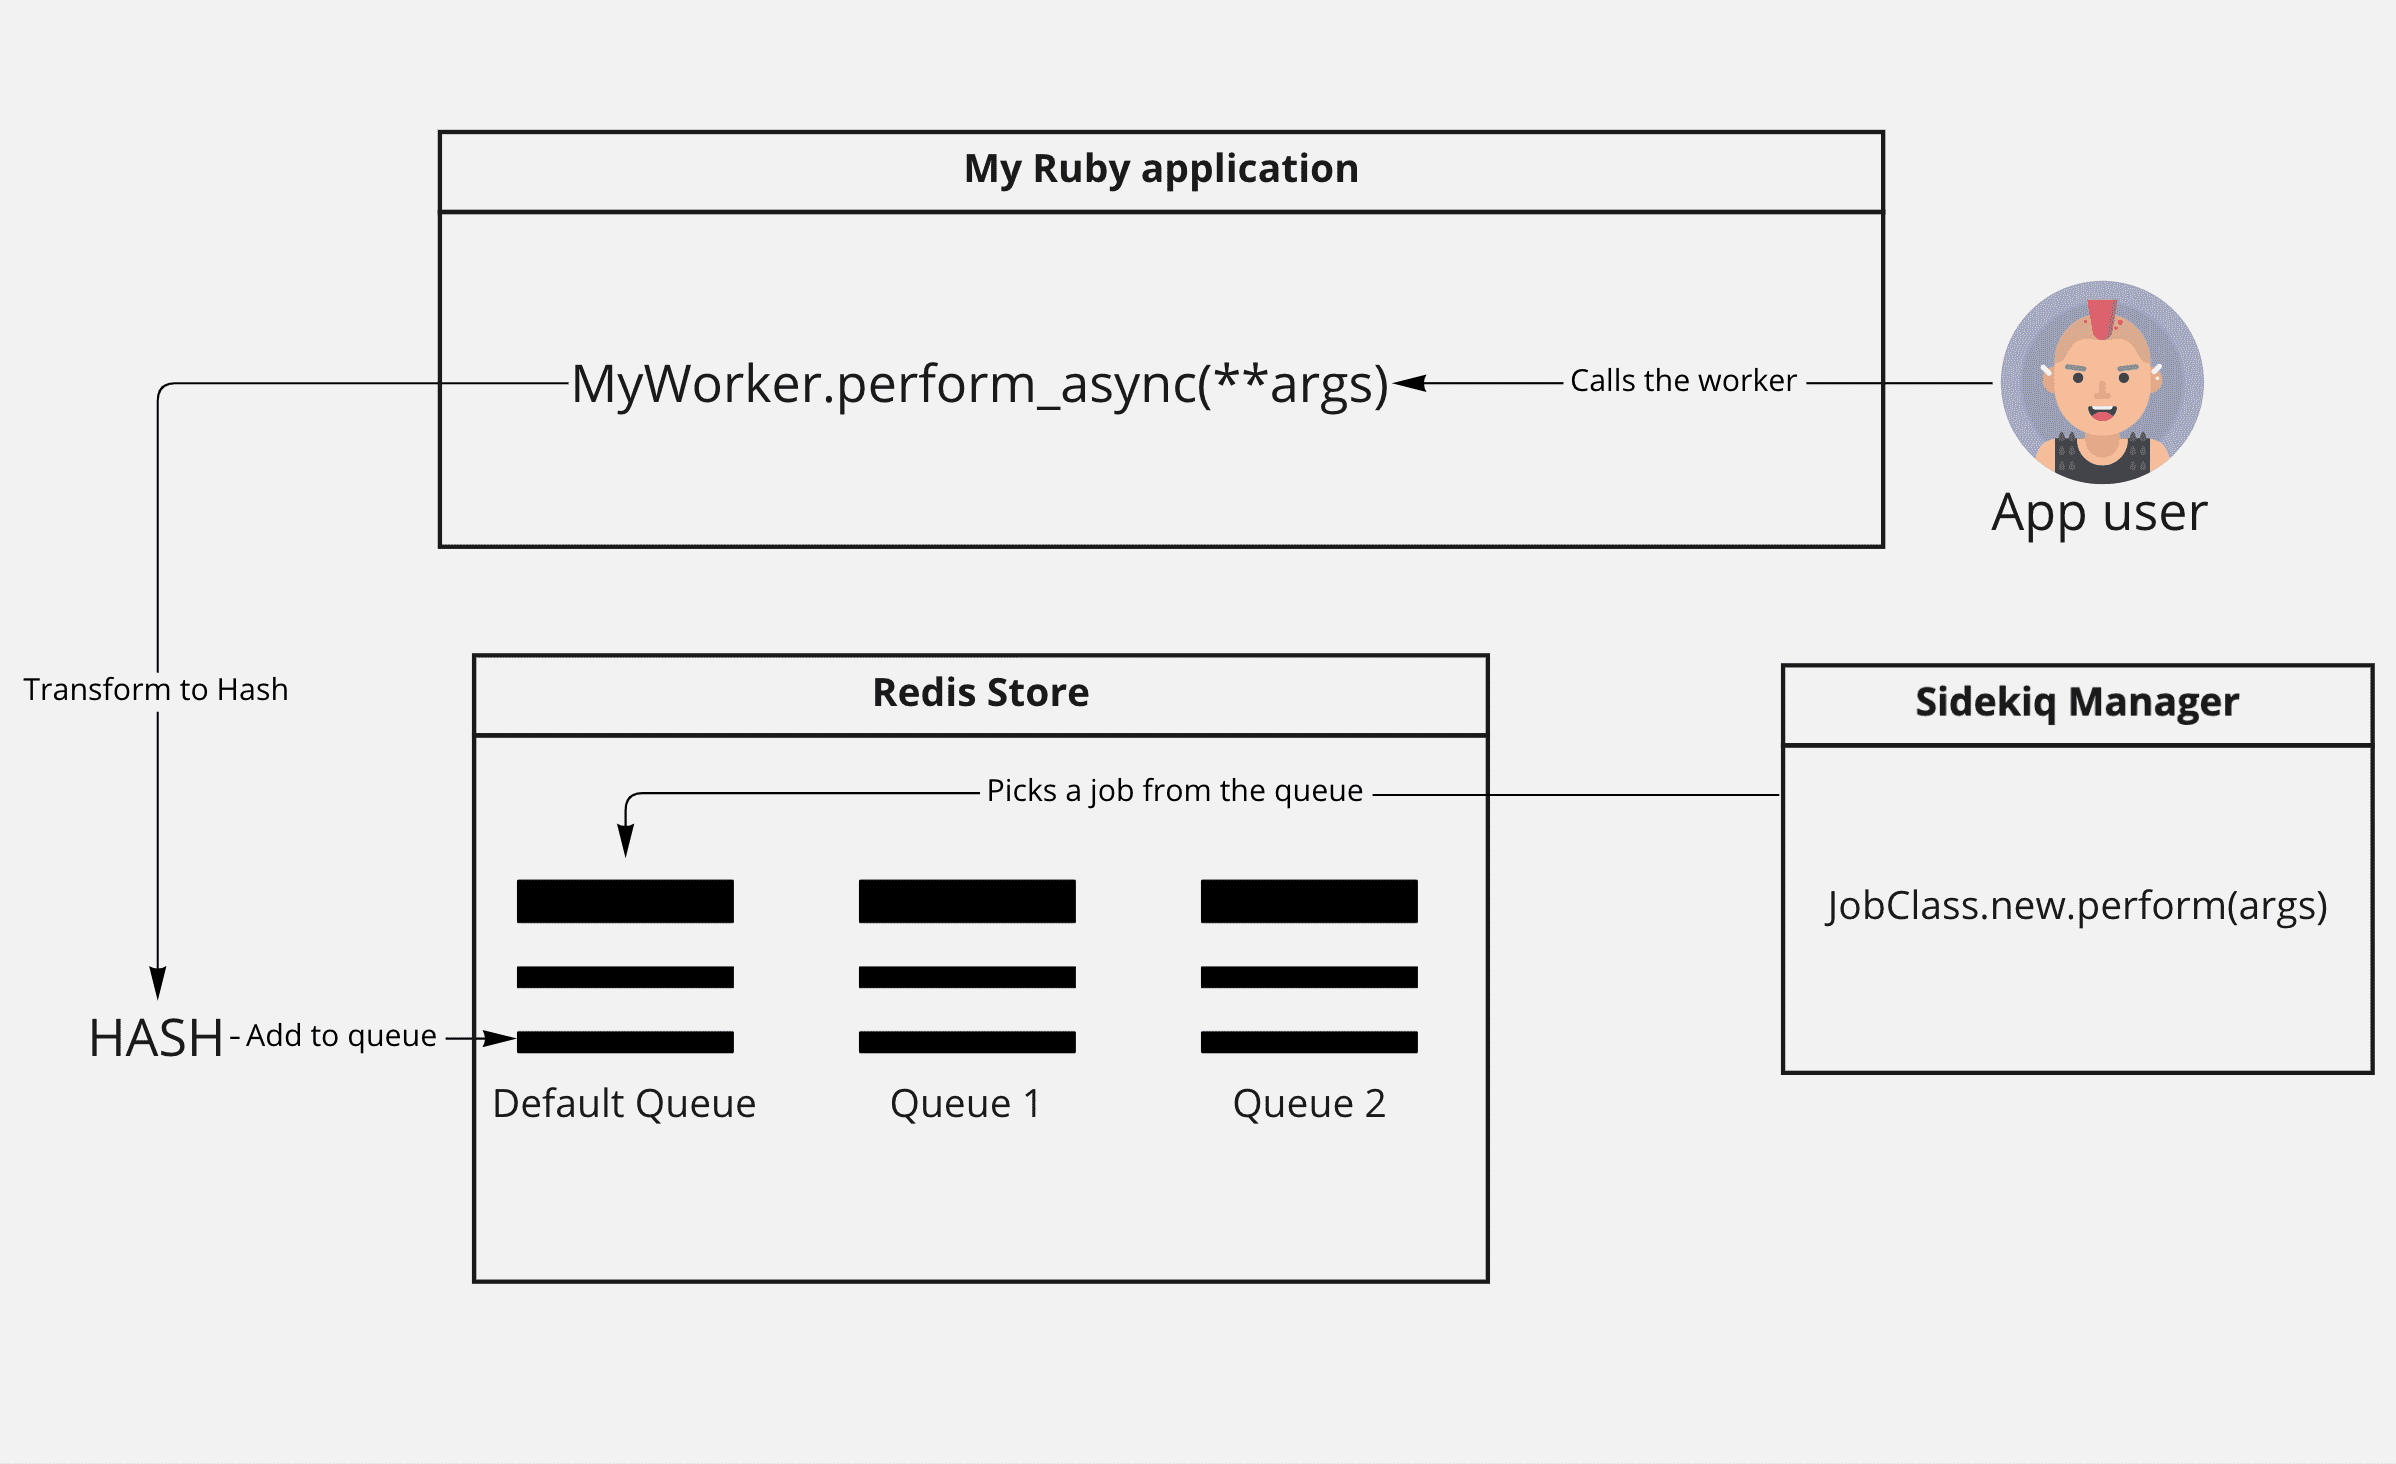 My Ruby application
MyWorker.perform_async(**args)
Calls the worker
App user
Transform to Hash
Redis Store
Sidekiq Manager
Picks a job from the queue
JobClass.new.perform(args)
HASH
Add to queue
Default Queue
Queue 1
Queue 2